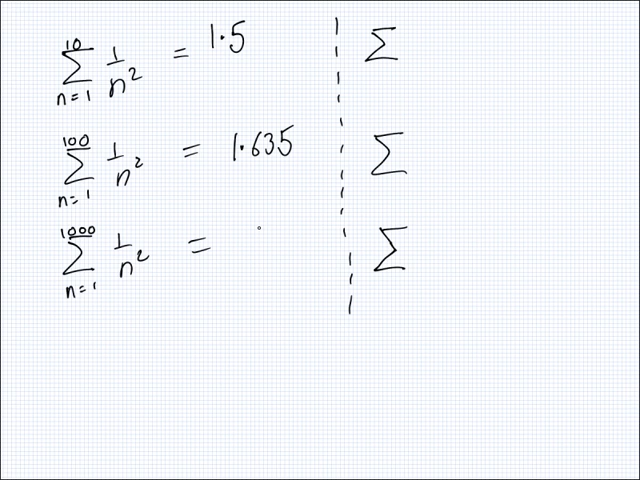 10
∑ 1/n² = 1.5 ∑
n=1
100
∑ 1/n² = 1.635 ∑
n=1
1000
∑ 1/n² = ∑
n=1